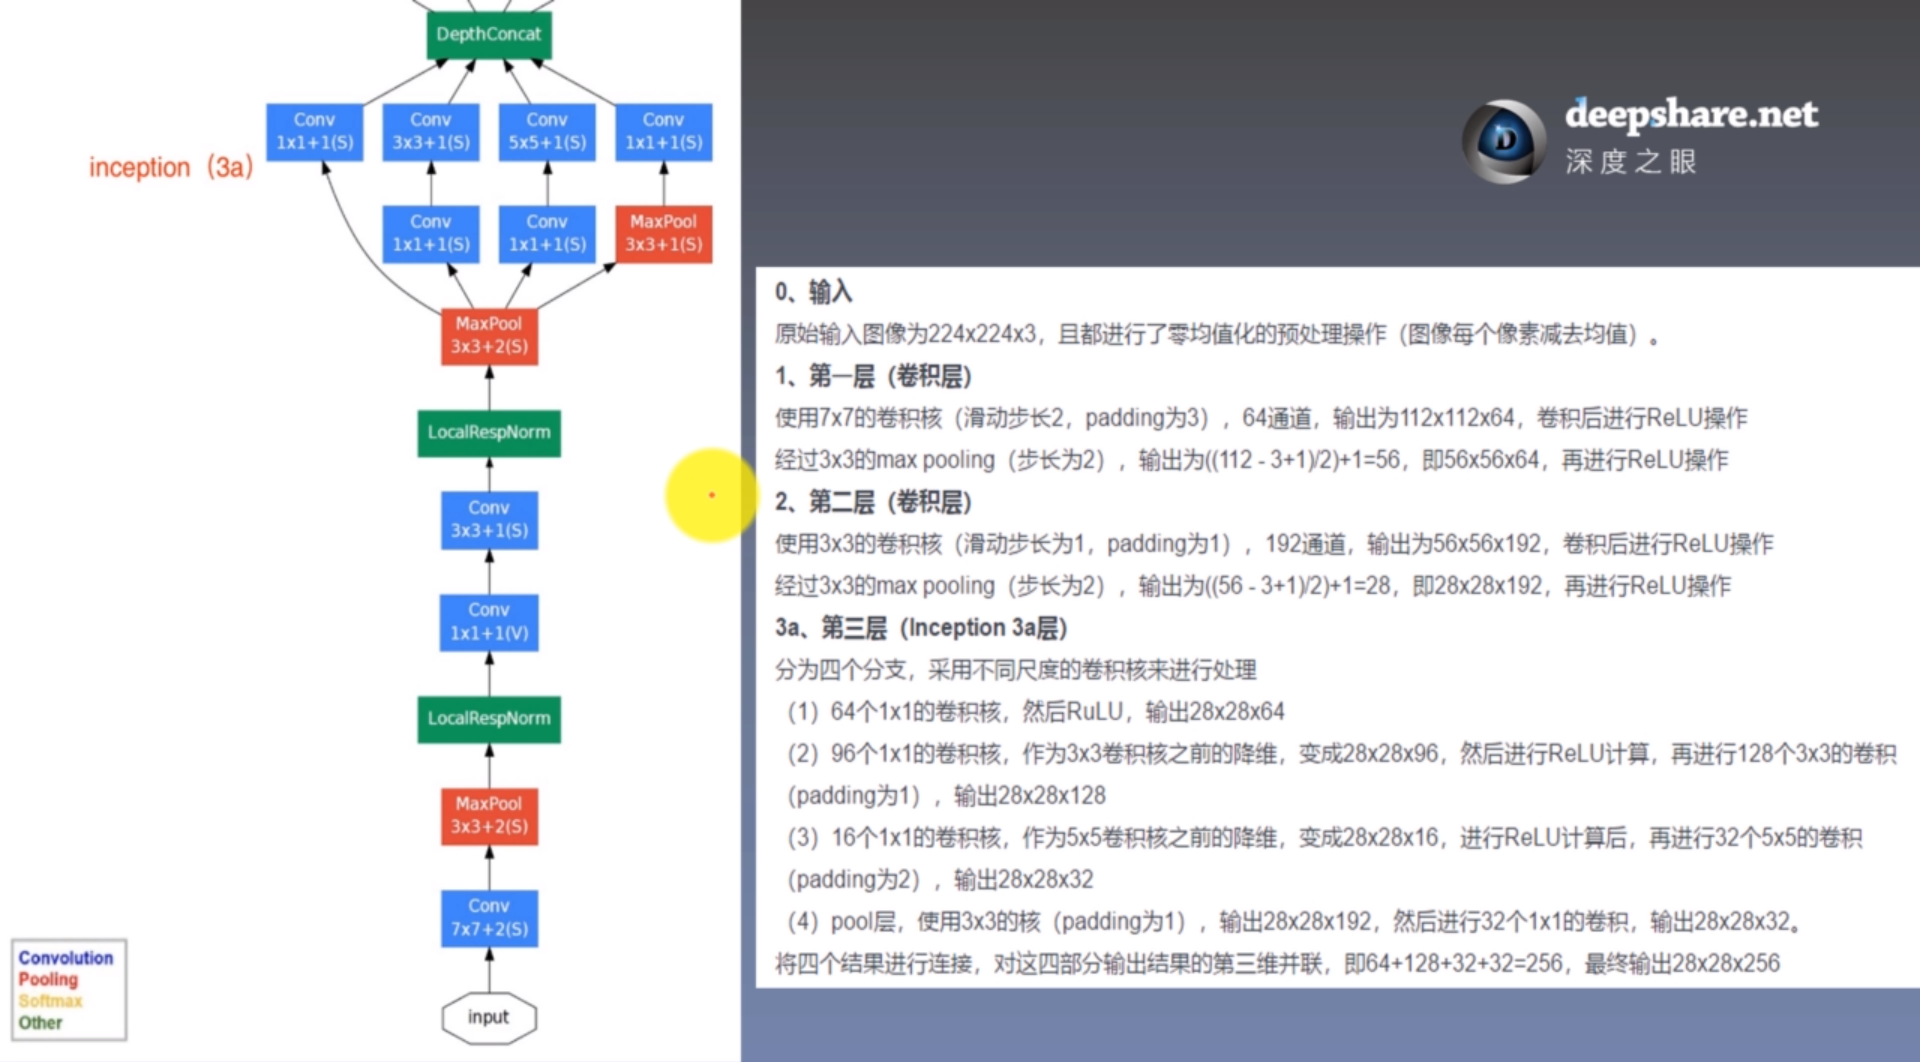 DepthConcat
Conv
1x1+1(S)
Conv
3x3+1(S)
Conv
5x5+1(S)
Conv
1x1+1(S)
inception（3a）
Conv
1x1+1(S)
Conv
1x1+1(S)
MaxPool
3x3+1(S)
MaxPool
3x3+2(S)
LocalRespNorm
Conv
3x3+1(S)
Conv
1x1+1(V)
LocalRespNorm
MaxPool
3x3+2(S)
Conv
7x7+2(S)
input
Convolution
Pooling
Softmax
Other
D
deepshare.net
深度之眼
0、输入
原始输入图像为224x224x3，且都进行了零均值化的预处理操作（图像每个像素减去均值）。
1、第一层（卷积层）
使用7x7的卷积核（滑动步长2，padding为3），64通道，输出为112x112x64，卷积后进行ReLU操作
经过3x3的max pooling（步长为2），输出为((112 - 3+1)/2)+1=56，即56x56x64，再进行ReLU操作
2、第二层（卷积层）
使用3x3的卷积核（滑动步长为1，padding为1），192通道，输出为56x56x192，卷积后进行ReLU操作
经过3x3的max pooling（步长为2），输出为((56 - 3+1)/2)+1=28，即28x28x192，再进行ReLU操作
3a、第三层（Inception 3a层）
分为四个分支，采用不同尺度的卷积核来进行处理
（1）64个1x1的卷积核，然后RuLU，输出28x28x64
（2）96个1x1的卷积核，作为3x3卷积核之前的降维，变成28x28x96，然后进行ReLU计算，再进行128个3x3的卷积
（padding为1），输出28x28x128
（3）16个1x1的卷积核，作为5x5卷积核之前的降维，变成28x28x16，进行ReLU计算后，再进行32个5x5的卷积
（padding为2），输出28x28x32
（4）pool层，使用3x3的核（padding为1），输出28x28x192，然后进行32个1x1的卷积，输出28x28x32。
将四个结果进行连接，对这四部分输出结果的第三维并联，即64+128+32+32=256，最终输出28x28x256